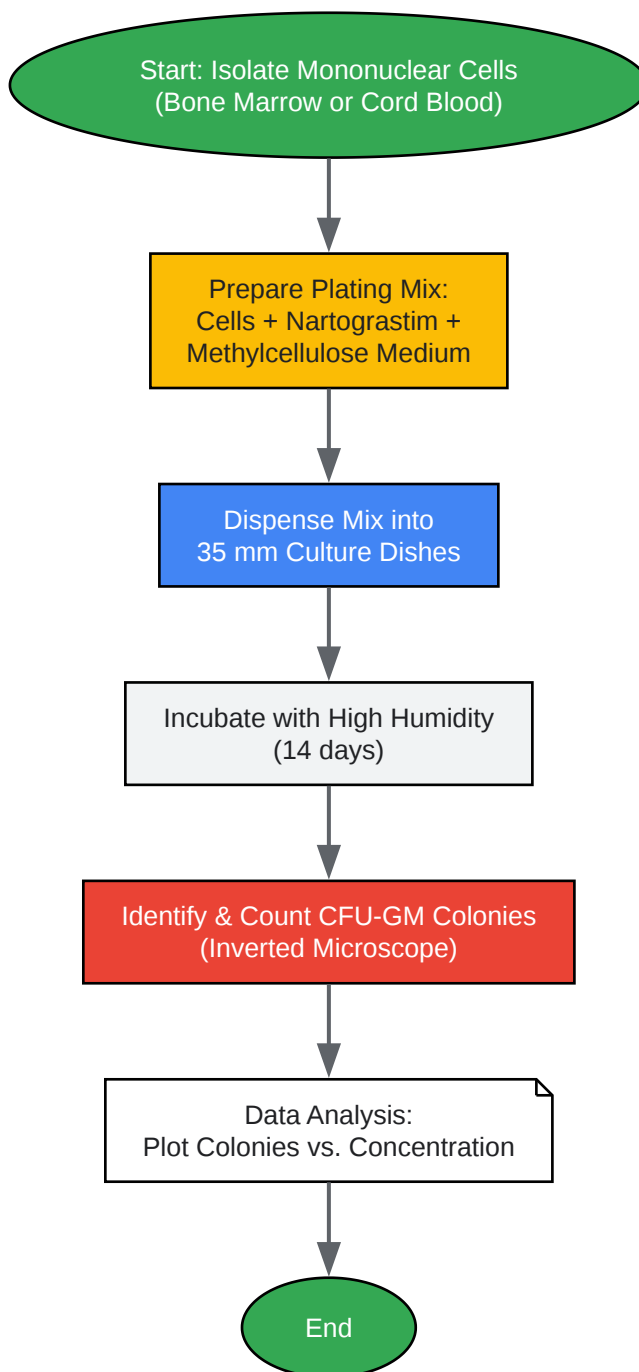 Start: Isolate Mononuclear Cells
(Bone Marrow or Cord Blood)
Prepare Plating Mix:
Cells + Nartograstim +
Methylcellulose Medium
Dispense Mix into
35 mm Culture Dishes
Incubate with High Humidity
(14 days)
Identify & Count CFU-GM Colonies
(Inverted Microscope)
Data Analysis:
Plot Colonies vs. Concentration
End